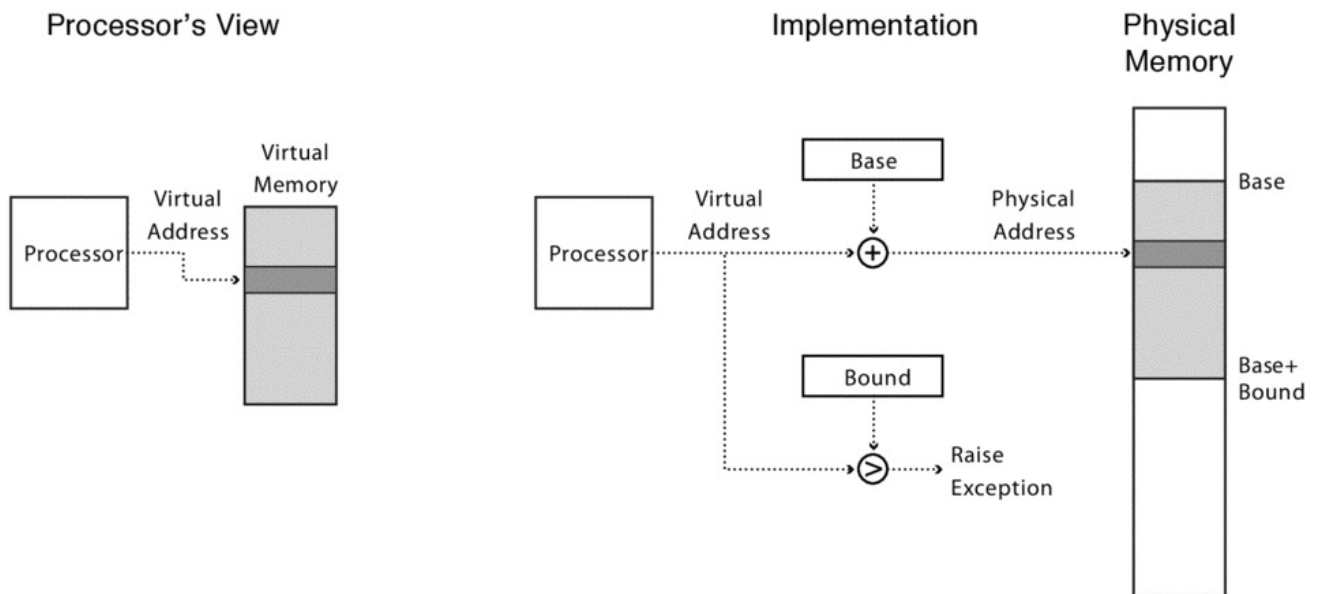 Processor's View
Implementation
Physical
Memory
Virtual
Memory
Virtual
Address
Processor
Base
Virtual
Address
Physical
Address
Processor
+
Base
Bound
Base+
Bound
>
Raise
Exception